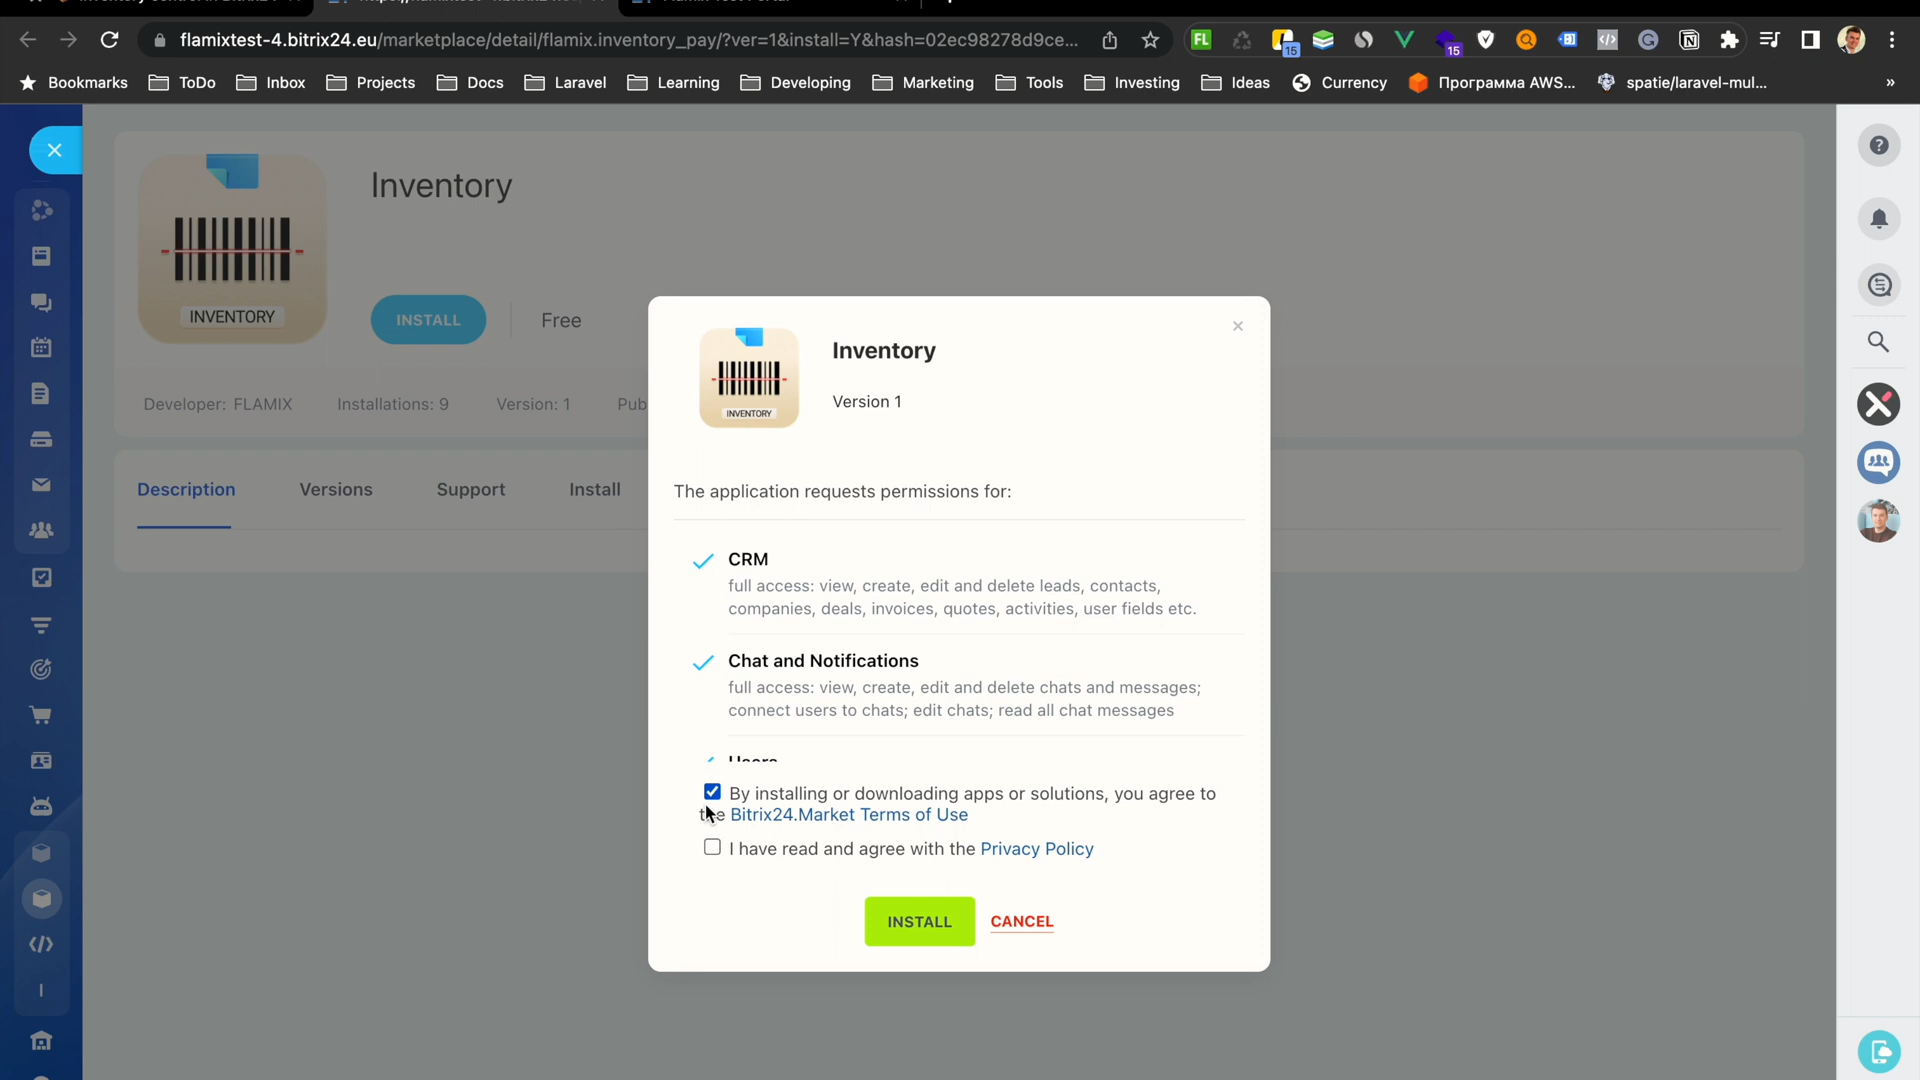 flamixtest-4.bitrix24.eu/marketplace/detail/flamix.inventory_pay/?ver=1&install=Y&hash=02ec98278d9ce...
FL
15
15
Bookmarks
ToDo
Inbox
Projects
Docs
Laravel
Learning
Developing
Marketing
Tools
Investing
Ideas
Currency
Программа AWS...
spatie/laravel-mul...
»
Inventory
INVENTORY
INSTALL
Free
Developer: FLAMIX
Installations: 9
Version: 1
Pub
Description
Versions
Support
Install
INVENTORY
Inventory
Version 1
The application requests permissions for:
CRM
full access: view, create, edit and delete leads, contacts,
companies, deals, invoices, quotes, activities, user fields etc.
Chat and Notifications
full access: view, create, edit and delete chats and messages;
connect users to chats; edit chats; read all chat messages
Users
By installing or downloading apps or solutions, you agree to
the Bitrix24.Market Terms of Use
I have read and agree with the Privacy Policy
INSTALL
CANCEL